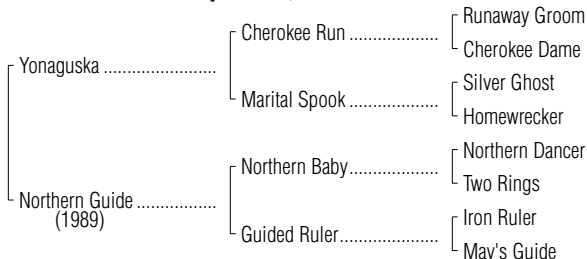 Runaway Groom
Cherokee Run ...................
Cherokee Dame
Yonaguska ........................
Silver Ghost
Marital Spook ...................
Homewrecker
Northern Dancer
Northern Baby...................
Two Rings
Northern Guide .................
(1989)
Iron Ruler
Guided Ruler.....................
May's Guide